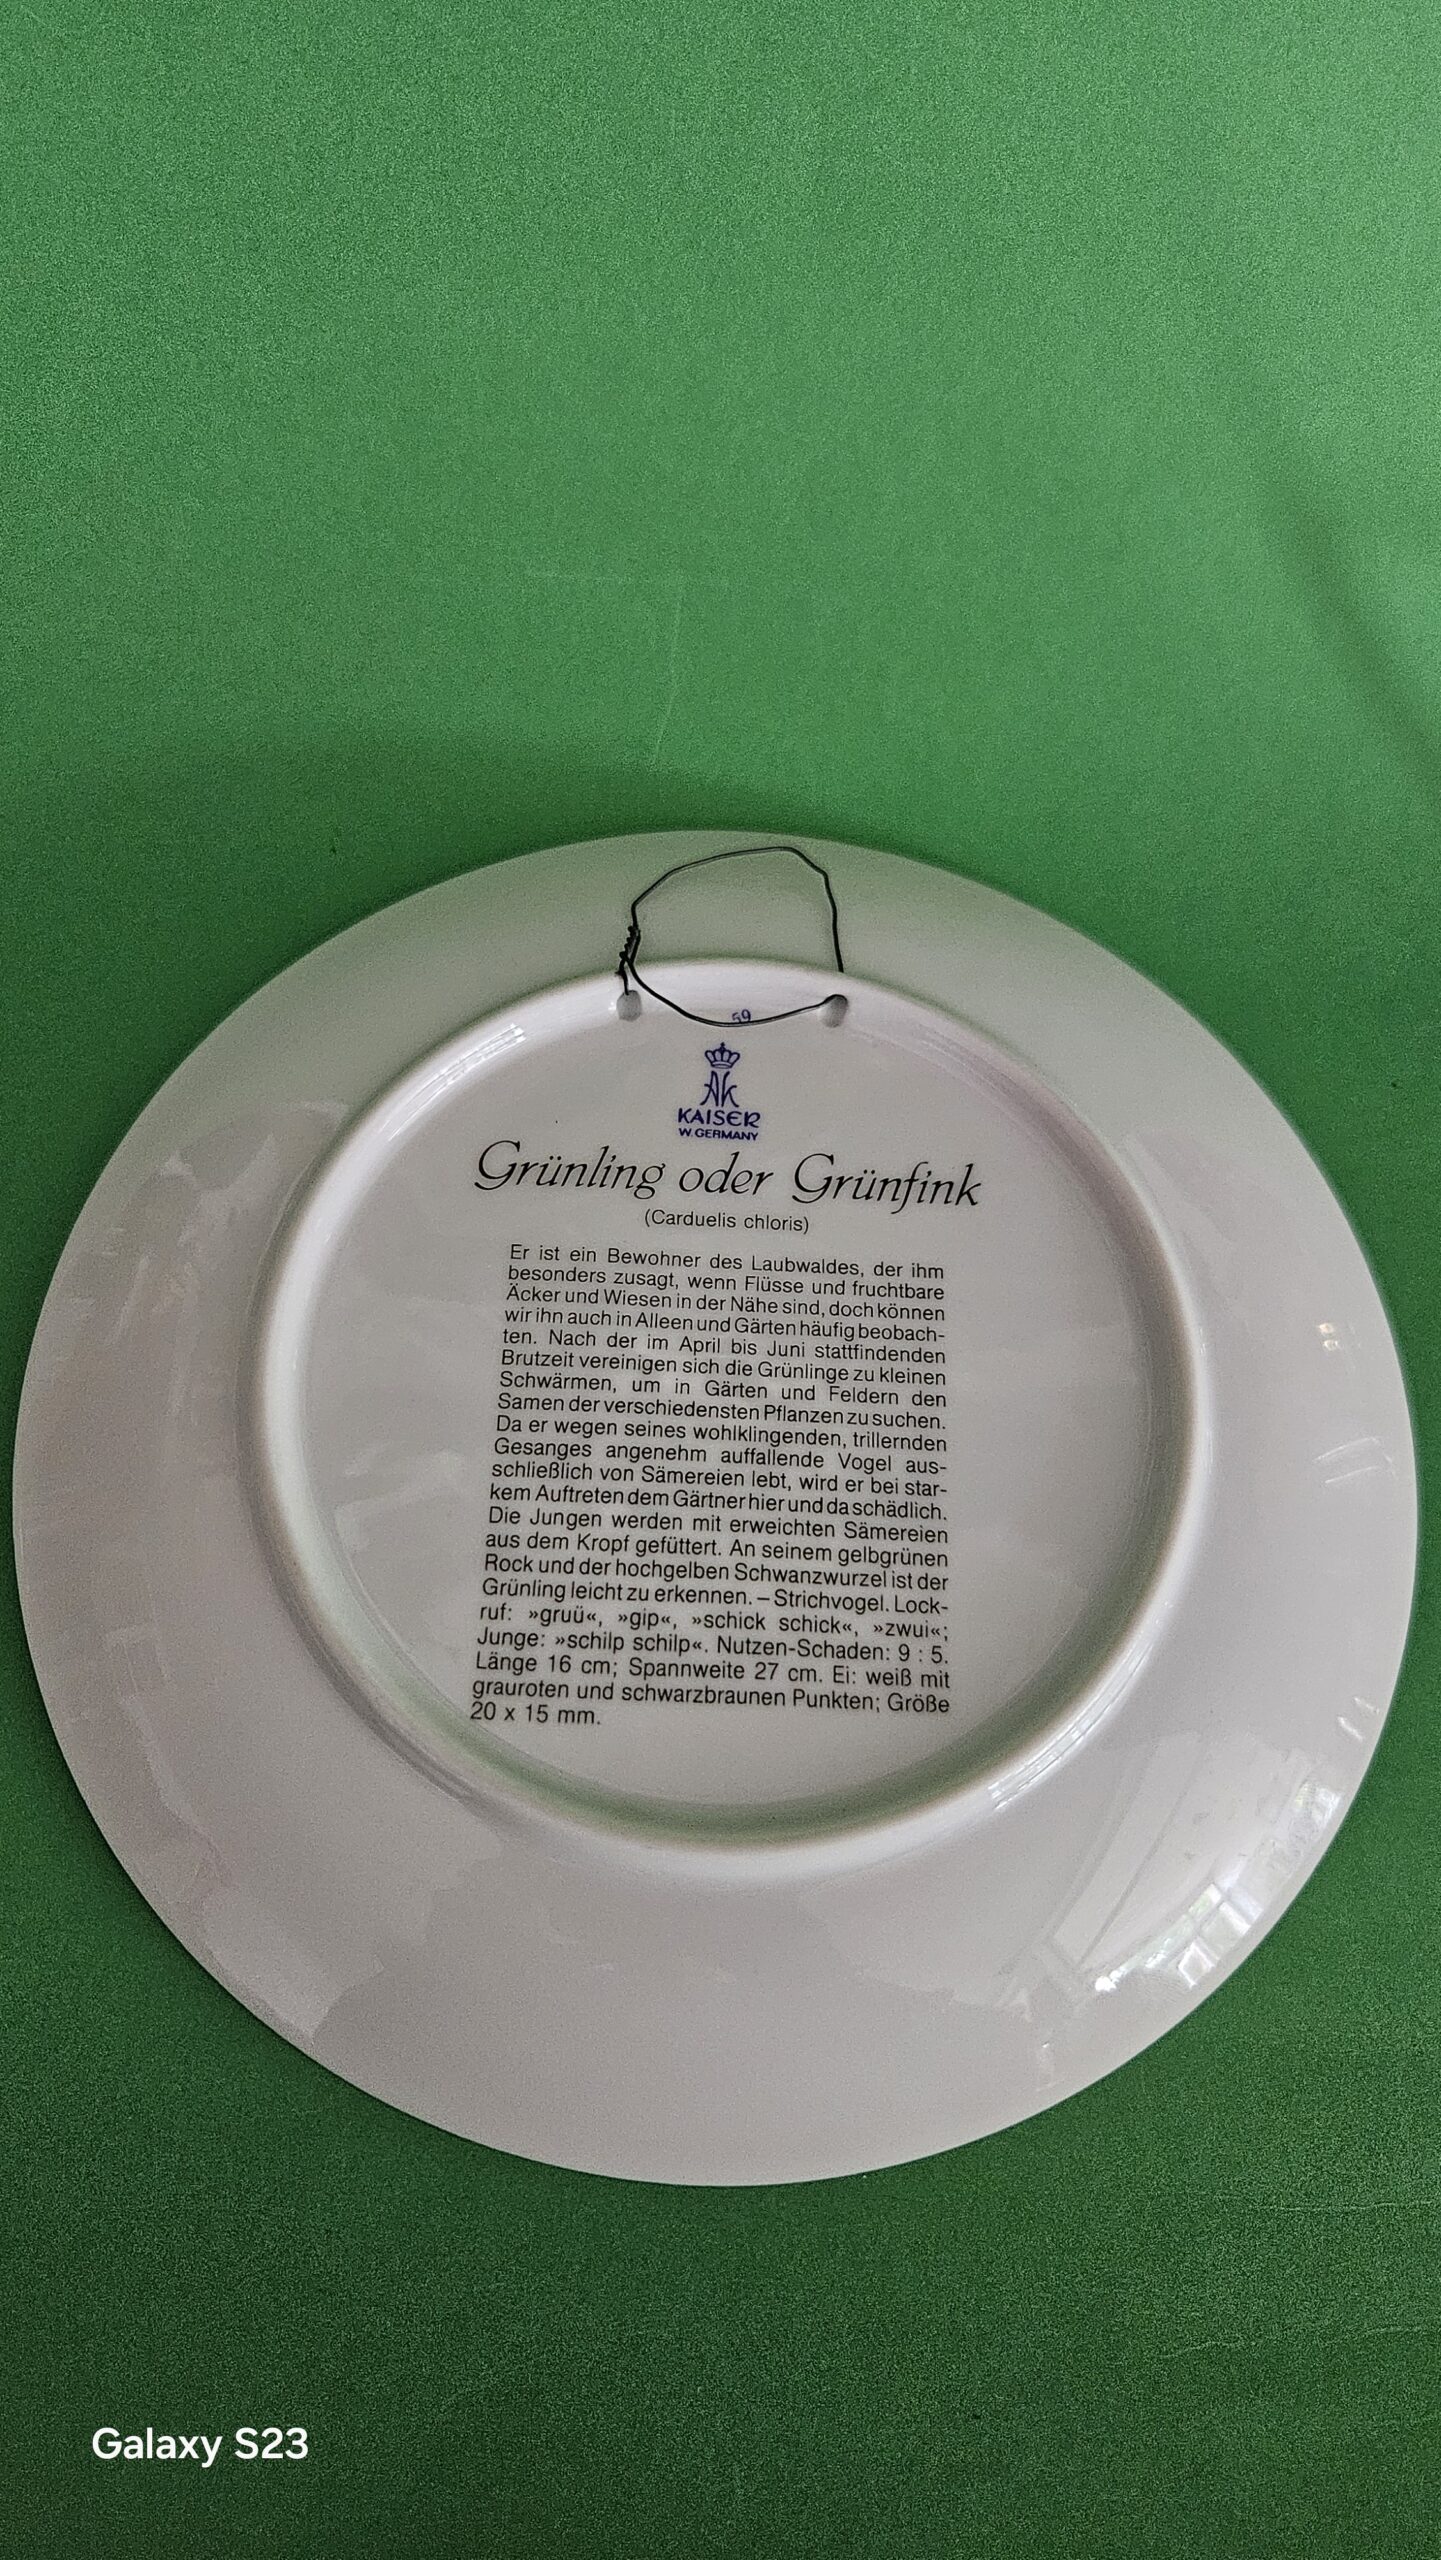 59
AK
KAISER
W. GERMANY
Grünling oder Grünfink
(Carduelis chloris)
Er ist ein Bewohner des Laubwaldes, der ihm
besonders zusagt, wenn Flüsse und fruchtbare
Äcker und Wiesen in der Nähe sind, doch können
wir ihn auch in Alleen und Gärten häufig beobach-
ten. Nach der im April bis Juni stattfindenden
Brutzeit vereinigen sich die Grünlinge zu kleinen
Schwärmen, um in Gärten und Feldern den
Samen der verschiedensten Pflanzen zu suchen.
Da er wegen seines wohlklingenden, trillernden
Gesanges angenehm auffallende Vogel aus-
schließlich von Sämereien lebt, wird er bei star-
kem Auftreten dem Gärtner hier und da schädlich.
Die Jungen werden mit erweichten Sämereien
aus dem Kropf gefüttert. An seinem gelbgrünen
Rock und der hochgelben Schwanzwurzel ist der
Grünling leicht zu erkennen. – Strichvogel. Lock-
ruf: »gruü«, »gip«, »schick schick«, »zwui«;
Junge: »schilp schilp«. Nutzen-Schaden: 9 : 5.
Länge 16 cm; Spannweite 27 cm. Ei: weiß mit
grauroten und schwarzbraunen Punkten; Größe
20 x 15 mm.
Galaxy S23